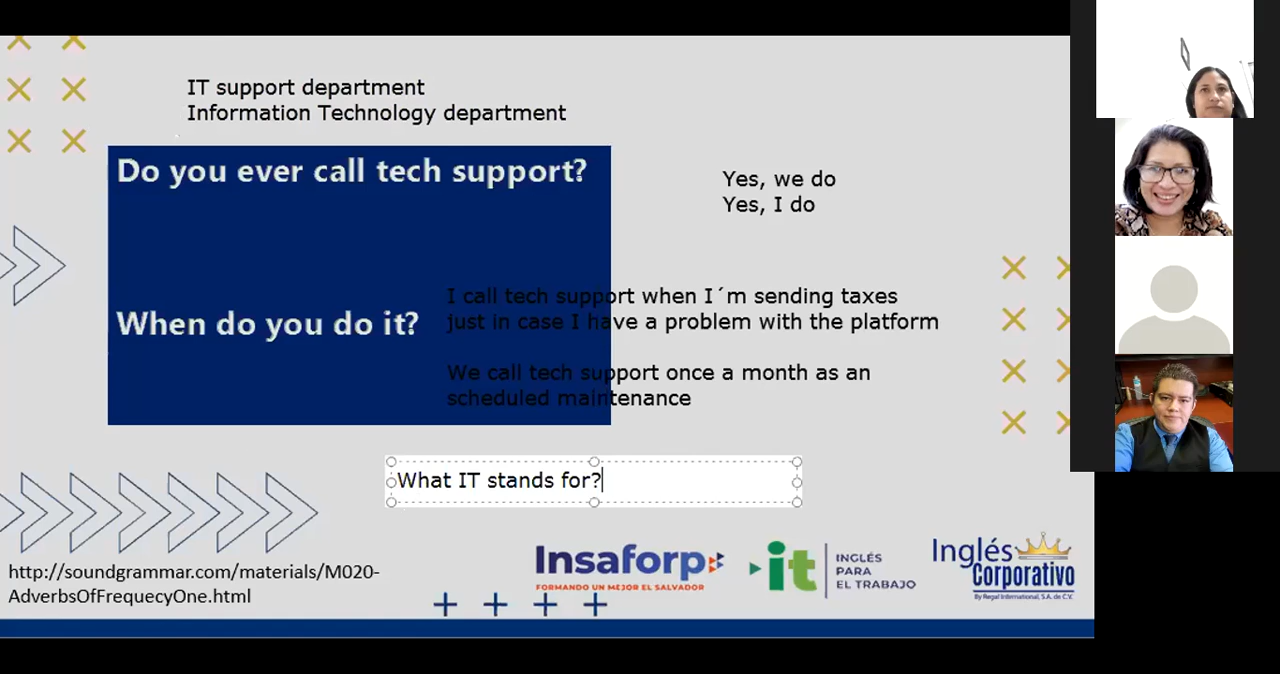 IT support department
Information Technology department
Do you ever call tech support?
Yes, we do
Yes, I do
When do you do it?
I call tech support when I´m sending taxes
just in case I have a problem with the platform
We call tech support once a month as an
scheduled maintenance
What IT stands for?
http://soundgrammar.com/materials/M020-
AdverbsOfFrequecyOne.html
Insaforp
FORMANDO UN MEJOR EL SALVADOR
it
INGLÉS
PARA
EL TRABAJO
Inglés
Corporativo
By Regal International, S.A. de C.V.